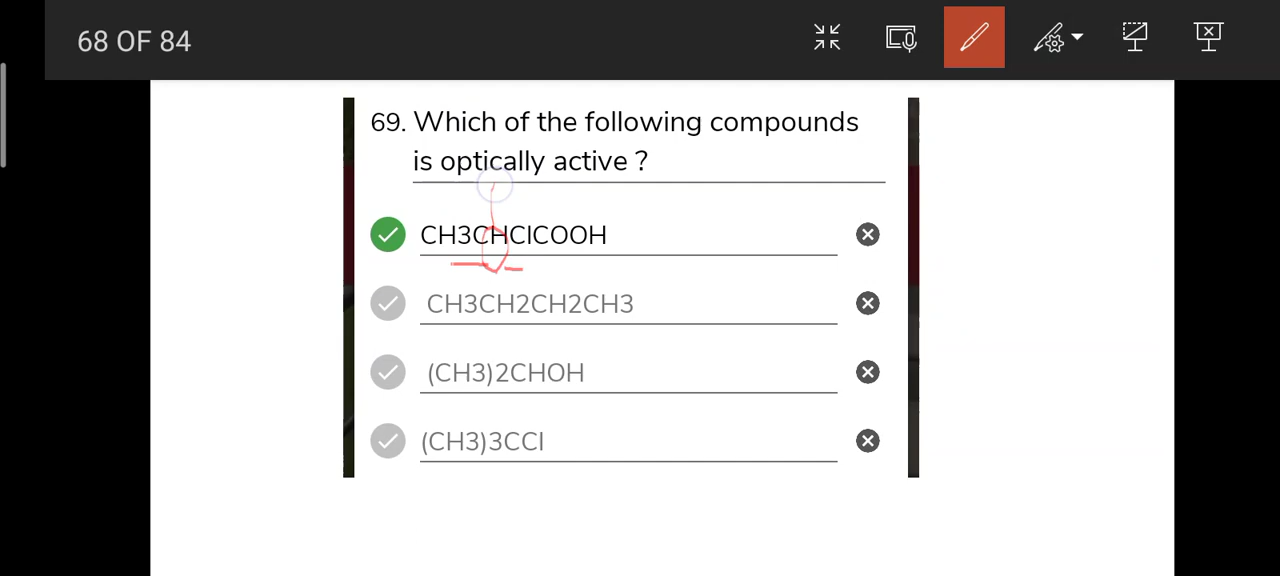 68 OF 84
69. Which of the following compounds
is optically active ?
CH3CHClCOOH
CH3CH2CH2CH3
(CH3)2CHOH
(CH3)3CCl